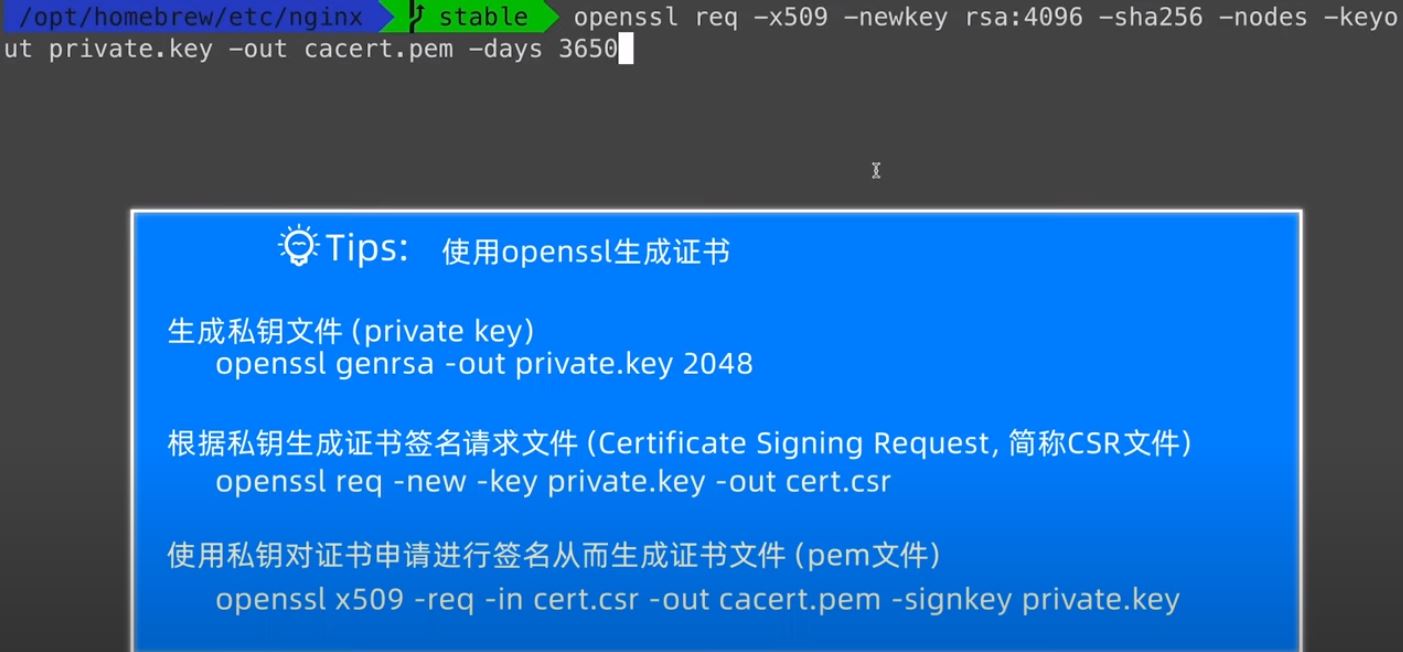 /opt/homebrew/etc/nginx stable openssl req -x509 -newkey rsa:4096 -sha256 -nodes -keyo
ut private.key -out cacert.pem -days 3650
Tips: 使用openssl生成证书
生成私钥文件 (private key)
openssl genrsa -out private.key 2048
根据私钥生成证书签名请求文件 (Certificate Signing Request, 简称CSR文件)
openssl req -new -key private.key -out cert.csr
使用私钥对证书申请进行签名从而生成证书文件 (pem文件)
openssl x509 -req -in cert.csr -out cacert.pem -signkey private.key